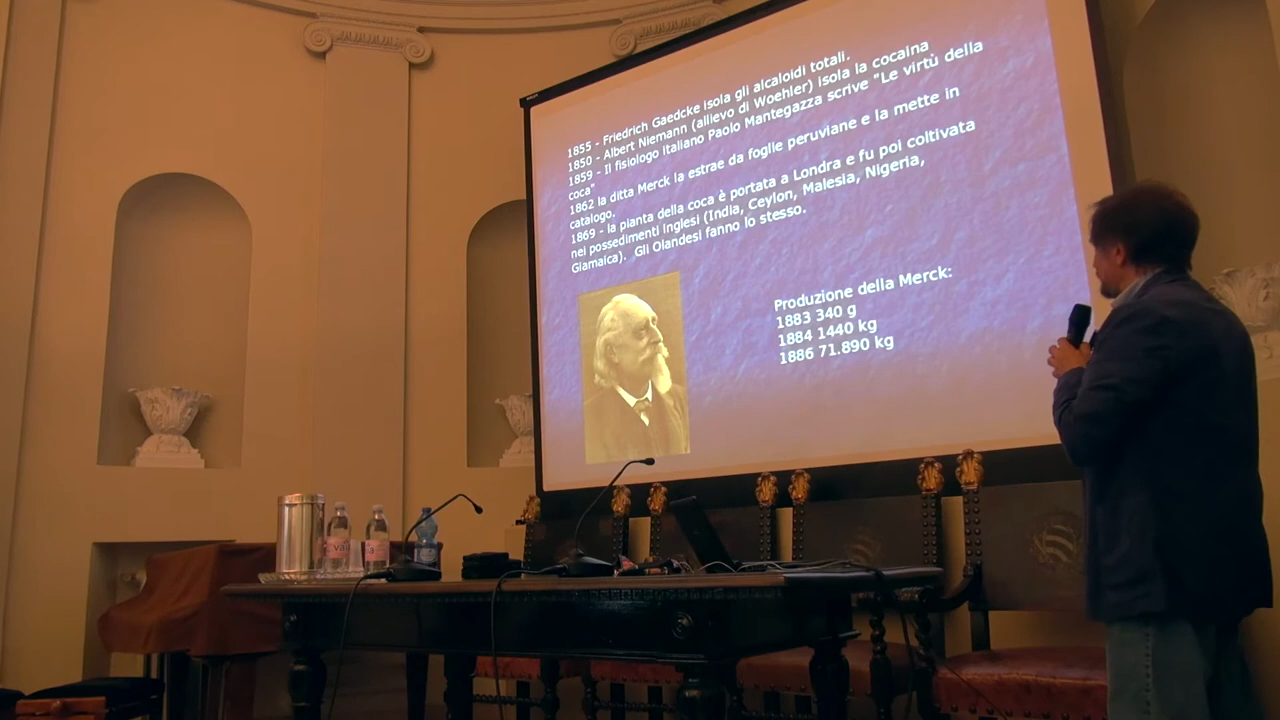 1855 - Friedrich Gaedcke isola gli alcaloidi totali.
1850 - Albert Niemann (allievo di Woehler) isola la cocaina
1859 - Il fisiologo italiano Paolo Mantegazza scrive "Le virtù della
coca"
1862 la ditta Merck la estrae da foglie peruviane e la mette in
catalogo.
1869 - la pianta della coca è portata a Londra e fu poi coltivata
nei possedimenti inglesi (India, Ceylon, Malesia, Nigeria,
Giamaica). Gli Olandesi fanno lo stesso.
Produzione della Merck:
1883 340 g
1884 1440 kg
1886 71.890 kg